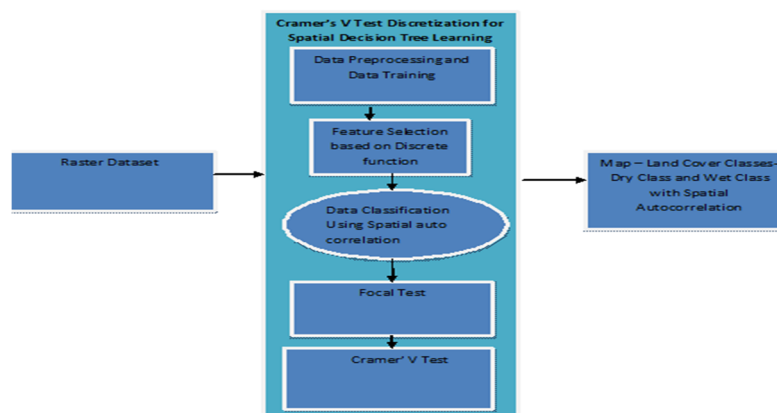 Cramer's V Test Discretization for
Spatial Decision Tree Learning
Data Preprocessing and
Data Training
Feature Selection
based on Discrete
function
Raster Dataset
Map – Land Cover Classes-
Dry Class and Wet Class
with Spatial
Autocorrelation
Data Classification
Using Spatial auto
correlation
Focal Test
Cramer' V Test